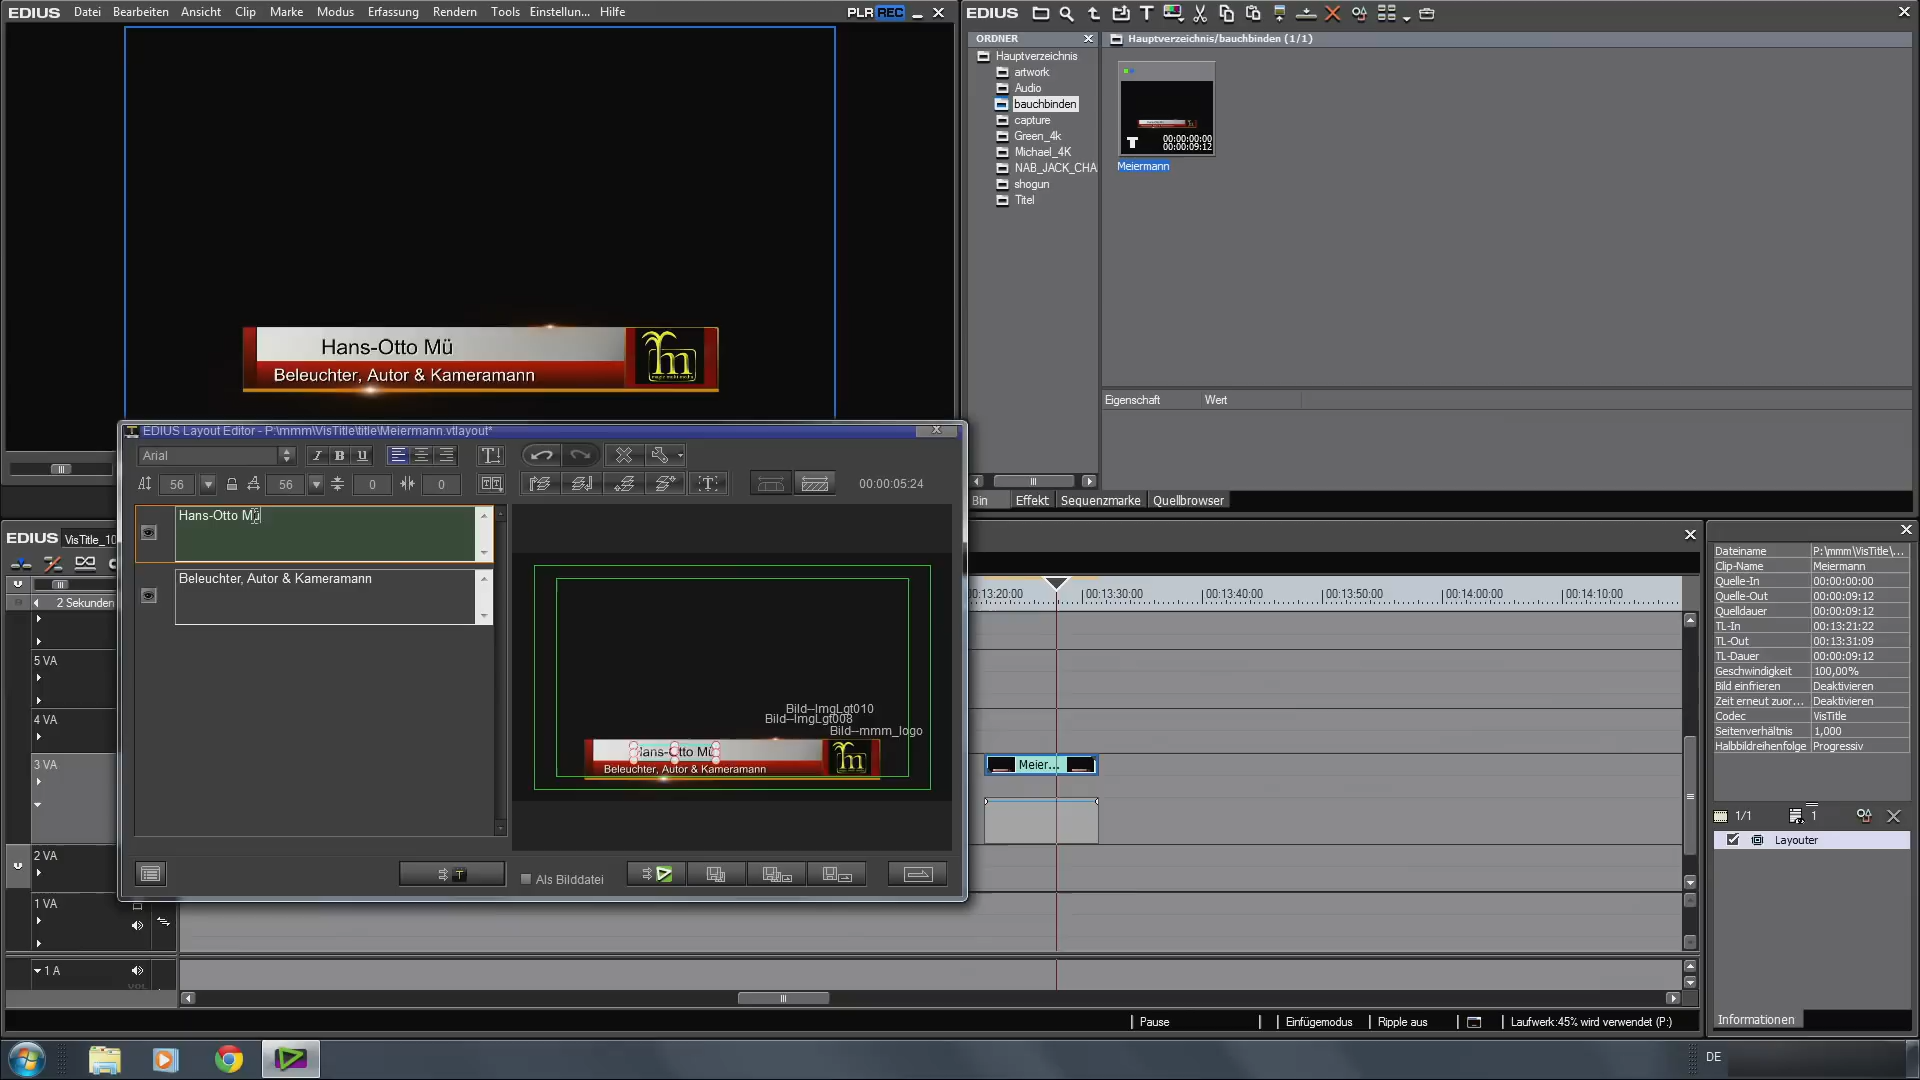 EDIUS Datei Bearbeiten Ansicht Clip Marke Modus Erfassung Rendern Tools Einstellun... Hilfe PLR REC
Hans-Otto Mü
Beleuchter, Autor & Kameramann
m
EDIUS
ORDNER
Hauptverzeichnis
artwork
Audio
bauchbinden
capture
Green_4k
Michael_4K
NAB_JACK_CHA
shogun
Titel
Hauptverzeichnis/bauchbinden (1/1)
T 00:00:00:00
00:00:09:12
Meiermann
Eigenschaft Wert
Bin Effekt Sequenzmarke Quellbrowser
EDIUS Layout Editor - P:\mmm\VisTitle\title\Meiermann.vtlayout*
Arial I B U
56 56 0 0 00:00:05:24
Hans-Otto Mü
Beleuchter, Autor & Kameramann
Bild--ImgLgt010
Bild--ImgLgt008
Bild--mmm_logo
Hans-Otto Mü
Beleuchter, Autor & Kameramann
m
T Als Bilddatei
EDIUS VisTitle_10
2 Sekunden
5 VA
4 VA
3 VA
2 VA
1 VA
1 A
VOL
00:13:20:00 00:13:30:00 00:13:40:00 00:13:50:00 00:14:00:00 00:14:10:00
Meier...
Dateiname P:\mmm\VisTitle\...
Clip-Name Meiermann
Quelle-In 00:00:00:00
Quelle-Out 00:00:09:12
Quelldauer 00:00:09:12
TL-In 00:13:21:22
TL-Out 00:13:31:09
TL-Dauer 00:00:09:12
Geschwindigkeit 100,00%
Bild einfrieren Deaktivieren
Zeit erneut zuor... Deaktivieren
Codec VisTitle
Seitenverhältnis 1,000
Halbbildreihenfolge Progressiv
1/1 1
Layouter
Informationen
Pause Einfügemodus Ripple aus Laufwerk:45% wird verwendet (P:)
DE